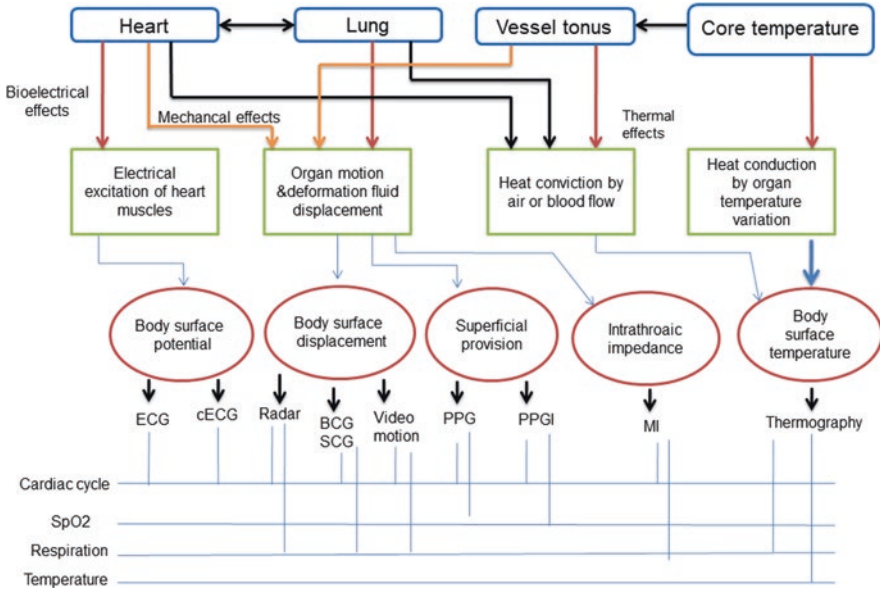 Heart
Lung
Vessel tonus
Core temperature
Bioelectrical
effects
Mechancal effects
Thermal
effects
Electrical
excitation of heart
muscles
Organ motion
&deformation fluid
displacement
Heat conviction by
air or blood flow
Heat conduction
by organ
temperature
variation
Body surface
potential
Body surface
displacement
Superficial
provision
Intrathroaic
impedance
Body
surface
temperature
ECG
cECG
Radar
BCG
SCG
Video
motion
PPG
PPGI
MI
Thermography
Cardiac cycle
SpO2
Respiration
Temperature